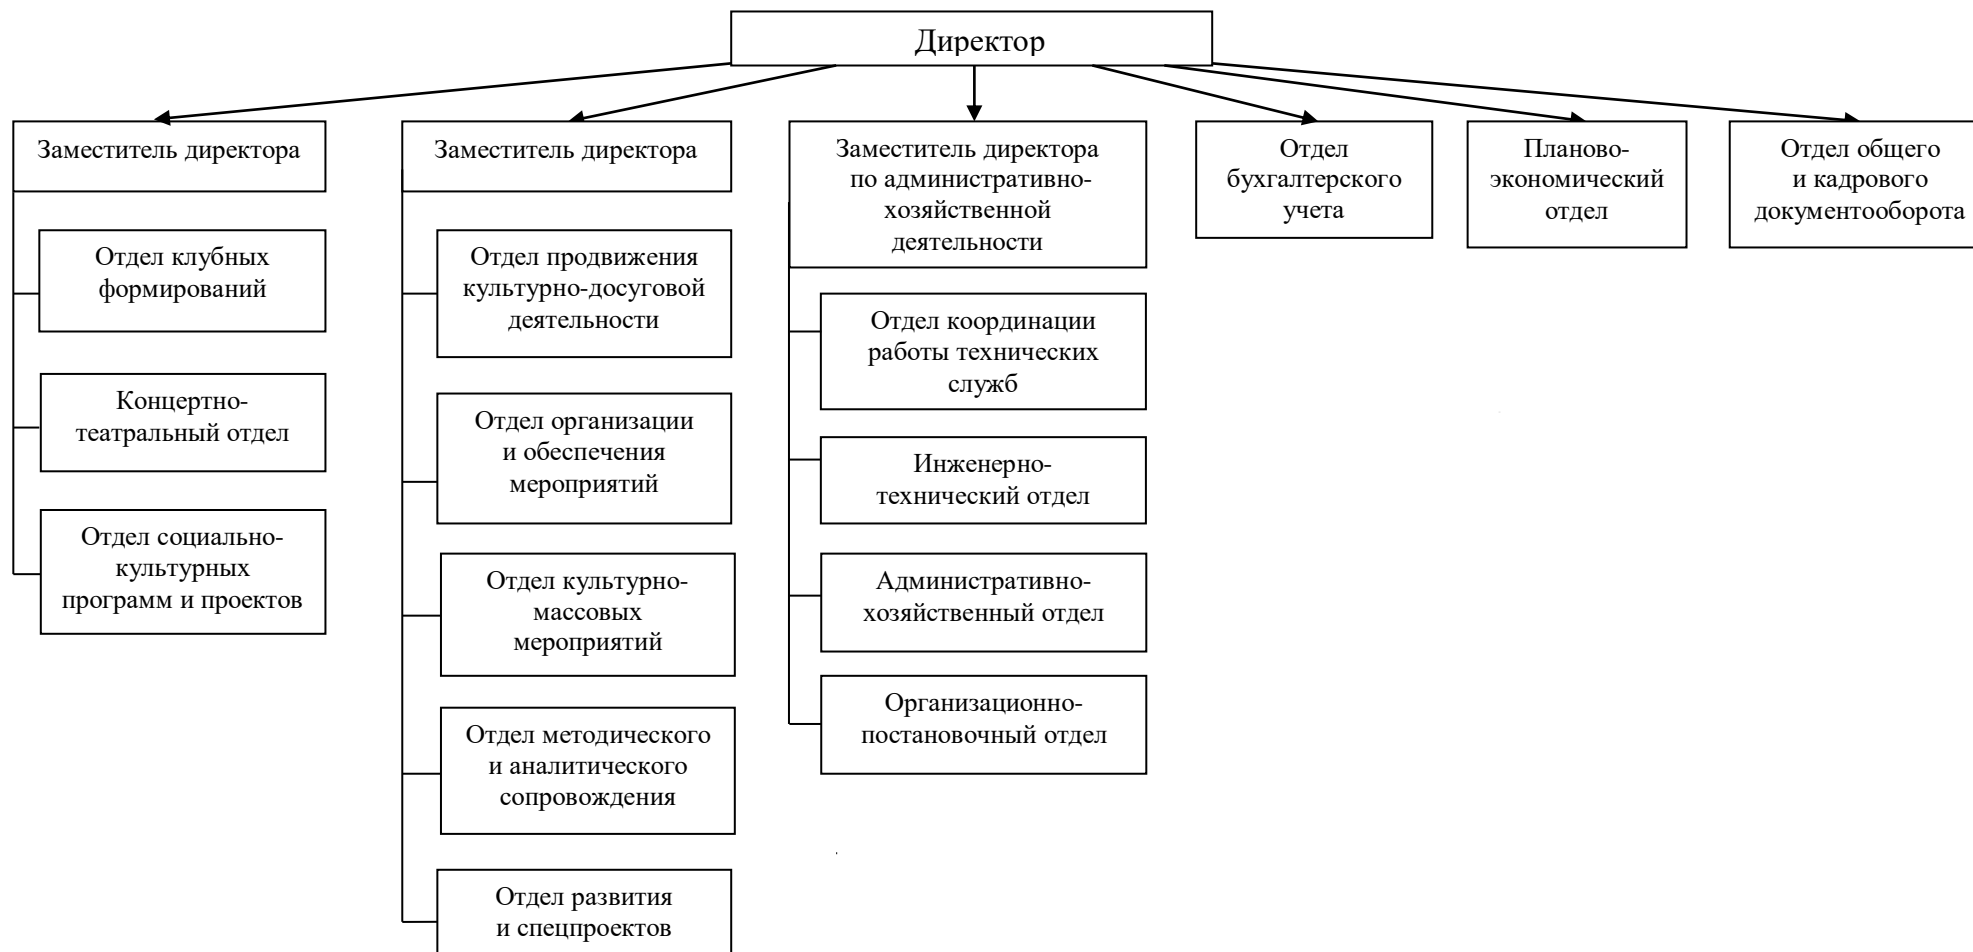 Директор
Заместитель директора
Отдел клубных
формирований
Концертно-
театральный отдел
Отдел социально-
культурных
программ и проектов
Заместитель директора
Отдел продвижения
культурно-досуговой
деятельности
Отдел организации
и обеспечения
мероприятий
Отдел культурно-
массовых
мероприятий
Отдел методического
и аналитического
сопровождения
Отдел развития
и спецпроектов
Заместитель директора
по административно-
хозяйственной
деятельности
Отдел координации
работы технических
служб
Инженерно-
технический отдел
Административно-
хозяйственный отдел
Организационно-
постановочный отдел
Отдел
бухгалтерского
учета
Планово-
экономический
отдел
Отдел общего
и кадрового
документооборота